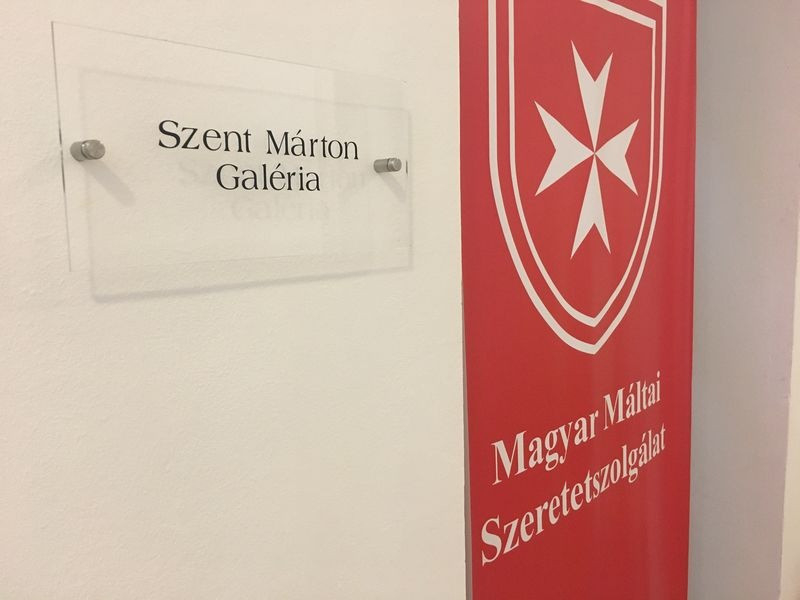 Szent Márton
Galéria
Magyar Máltai
Szeretetszolgálat